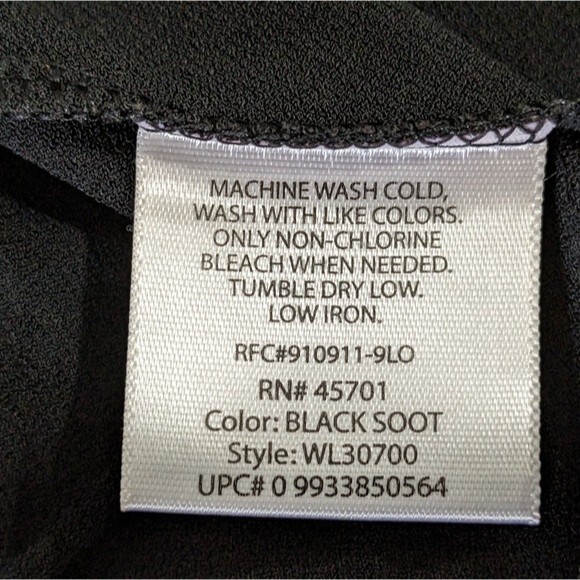 MACHINE WASH COLD,
WASH WITH LIKE COLORS.
ONLY NON-CHLORINE
BLEACH WHEN NEEDED.
TUMBLE DRY LOW.
LOW IRON.
RFC#910911-9LO
RN# 45701
Color: BLACK SOOT
Style: WL30700
UPC# 0 9933850564